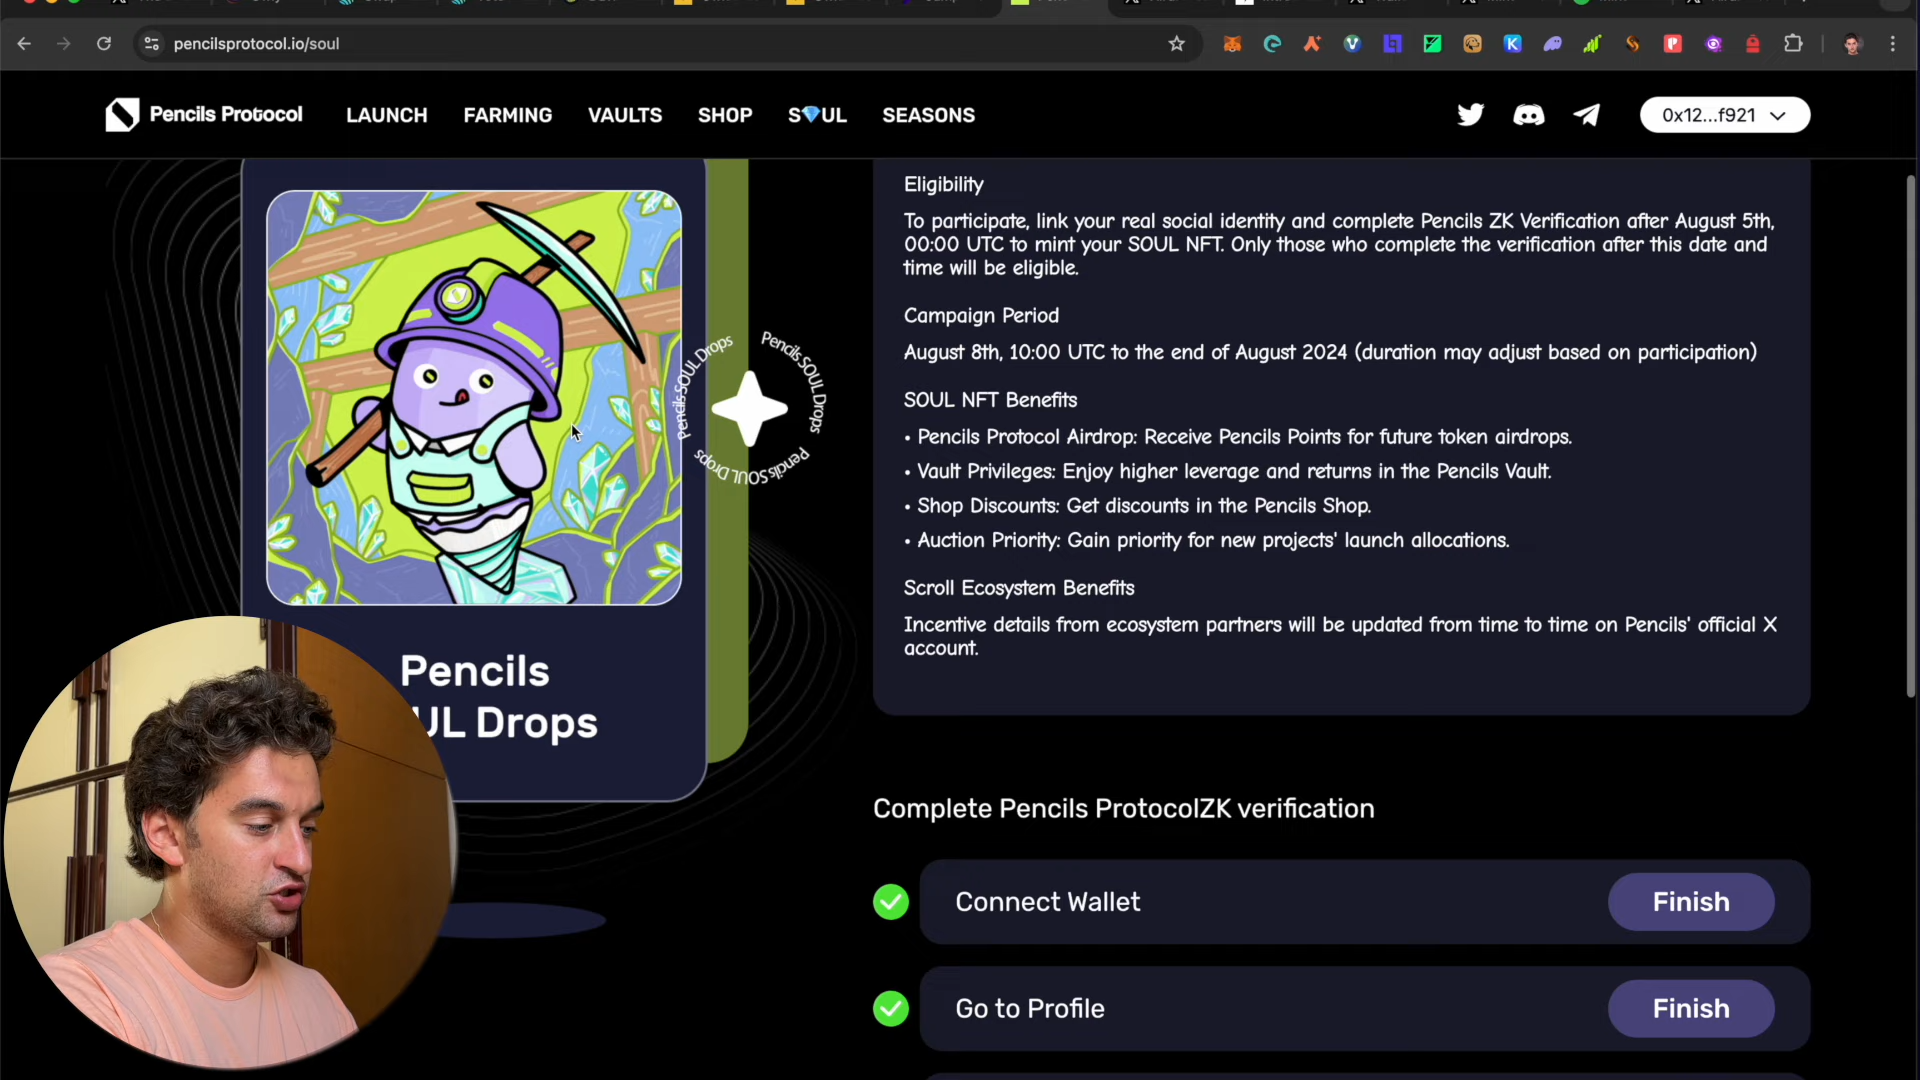 pencilsprotocol.io/soul
Pencils Protocol
LAUNCH
FARMING
VAULTS
SHOP
S💎UL
SEASONS
0x12...f921
Eligibility
To participate, link your real social identity and complete Pencils ZK Verification after August 5th,
00:00 UTC to mint your SOUL NFT. Only those who complete the verification after this date and
time will be eligible.
Campaign Period
August 8th, 10:00 UTC to the end of August 2024 (duration may adjust based on participation)
SOUL NFT Benefits
• Pencils Protocol Airdrop: Receive Pencils Points for future token airdrops.
• Vault Privileges: Enjoy higher leverage and returns in the Pencils Vault.
• Shop Discounts: Get discounts in the Pencils Shop.
• Auction Priority: Gain priority for new projects' launch allocations.
Scroll Ecosystem Benefits
Incentive details from ecosystem partners will be updated from time to time on Pencils' official X
account.
Pencils SOUL Drops
Pencils SOUL Drops
Pencils SOUL Drops
Pencils
UL Drops
Complete Pencils ProtocolZK verification
Connect Wallet
Finish
Go to Profile
Finish